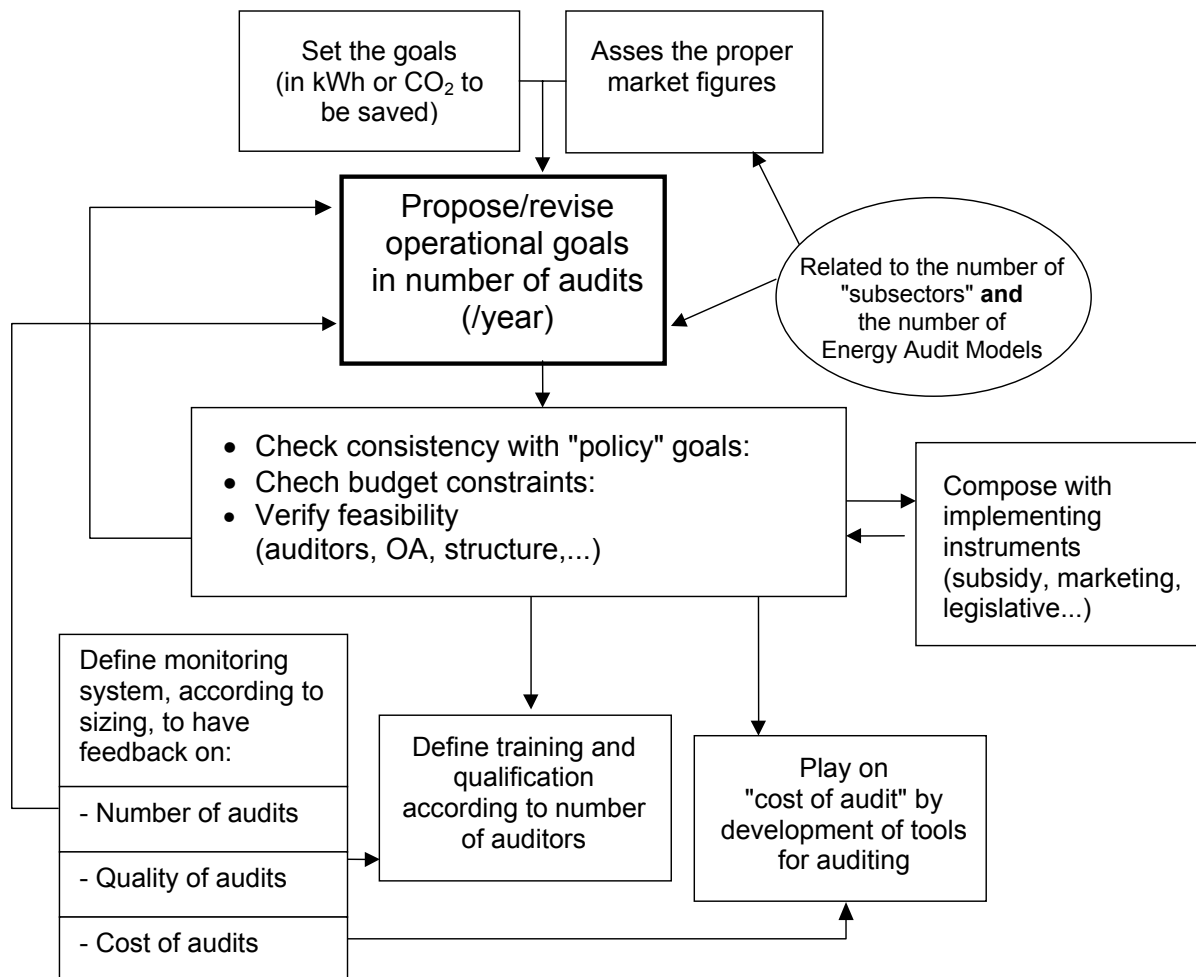 Set the goals
(in kWh or CO₂ to
be saved)
Asses the proper
market figures
Propose/revise
operational goals
in number of audits
(/year)
Related to the number of
"subsectors" and
the number of
Energy Audit Models
• Check consistency with "policy" goals:
• Chech budget constraints:
• Verify feasibility
(auditors, OA, structure,...)
Compose with
implementing
instruments
(subsidy, marketing,
legislative...)
Define monitoring
system, according to
sizing, to have
feedback on:
- Number of audits
- Quality of audits
- Cost of audits
Define training and
qualification
according to number
of auditors
Play on
"cost of audit" by
development of tools
for auditing